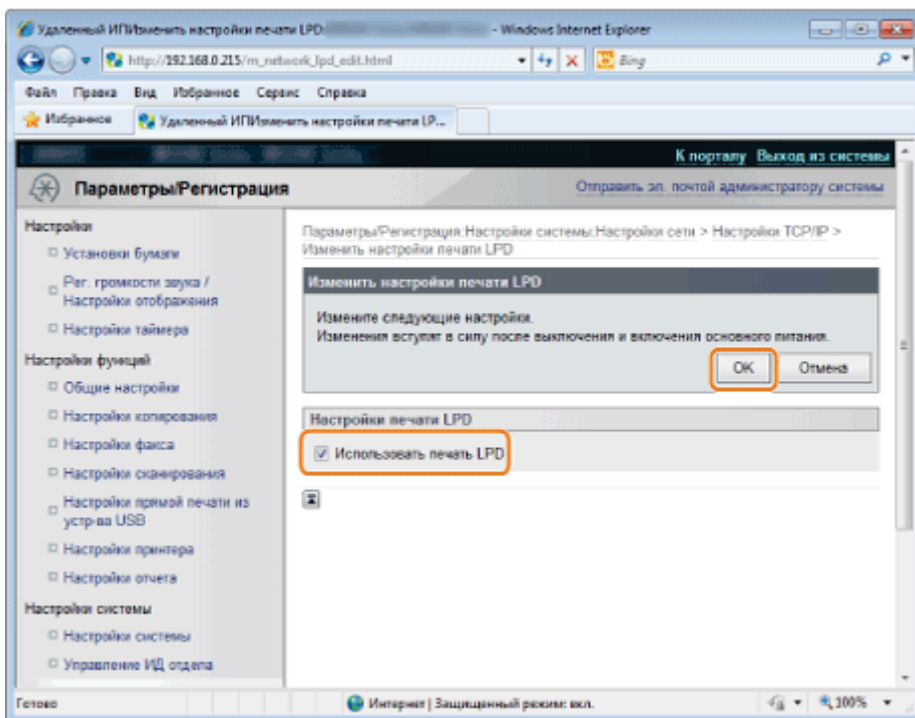 Удаленный ИПИзменить настройки печати LPD: - Windows Internet Explorer
http://192.168.0.215/m_network_lpd_edit.html
Bing
Файл Правка Вид Избранное Сервис Справка
Избранное
Удаленный ИПИзменить настройки печати LP...
К порталу Выход из системы
Параметры/Регистрация
Отправить эл. почтой администратору системы
Настройки
Установки бумаги
Рег. громкости звука /
Настройки отображения
Настройки таймера
Настройки функций
Общие настройки
Настройки копирования
Настройки факса
Настройки сканирования
Настройки прямой печати из
устр-ва USB
Настройки принтера
Настройки отчета
Настройки системы
Настройки системы
Управление ИД отдела
Параметры/Регистрация:Настройки системы:Настройки сети > Настройки TCP/IP >
Изменить настройки печати LPD
Изменить настройки печати LPD
Измените следующие настройки.
Изменения вступят в силу после выключения и включения основного питания.
OK Отмена
Настройки печати LPD
Использовать печать LPD
Готово
Интернет | Защищенный режим: вкл.
100%